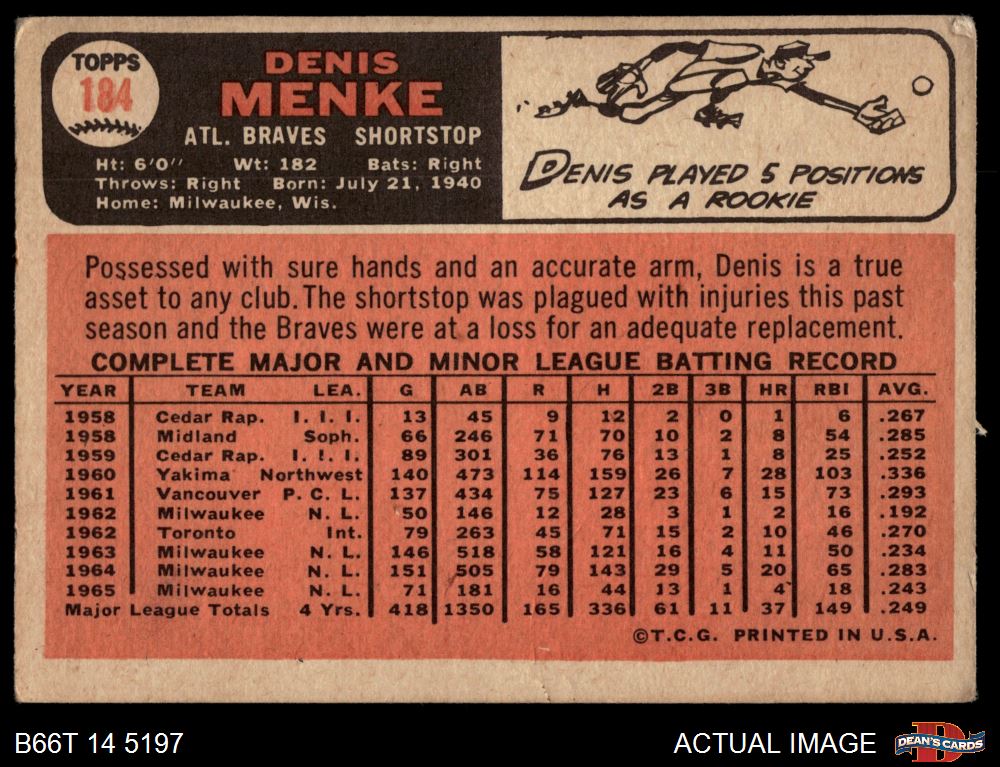 TOPPS
184
DENIS
MENKE
ATL. BRAVES SHORTSTOP
Ht: 6'0" Wt: 182 Bats: Right
Throws: Right Born: July 21, 1940
Home: Milwaukee, Wis.
DENIS PLAYED 5 POSITIONS
AS A ROOKIE
Possessed with sure hands and an accurate arm, Denis is a true
asset to any club. The shortstop was plagued with injuries this past
season and the Braves were at a loss for an adequate replacement.
COMPLETE MAJOR AND MINOR LEAGUE BATTING RECORD
YEAR TEAM LEA. G AB R H 2B 3B HR RBI AVG.
1958 Cedar Rap. I. I. I. 13 45 9 12 2 0 1 6 .267
1958 Midland Soph. 66 246 71 70 10 2 8 54 .285
1959 Cedar Rap. I. I. I. 89 301 36 76 13 1 8 25 .252
1960 Yakima Northwest 140 473 114 159 26 7 28 103 .336
1961 Vancouver P. C. L. 137 434 75 127 23 6 15 73 .293
1962 Milwaukee N. L. 50 146 12 28 3 1 2 16 .192
1962 Toronto Int. 79 263 45 71 15 2 10 46 .270
1963 Milwaukee N. L. 146 518 58 121 16 4 11 50 .234
1964 Milwaukee N. L. 151 505 79 143 29 5 20 65 .283
1965 Milwaukee N. L. 71 181 16 44 13 1 4 18 .243
Major League Totals 4 Yrs. 418 1350 165 336 61 11 37 149 .249
©T.C.G. PRINTED IN U.S.A.
B66T 14 5197
ACTUAL IMAGE
DEAN'S CARDS